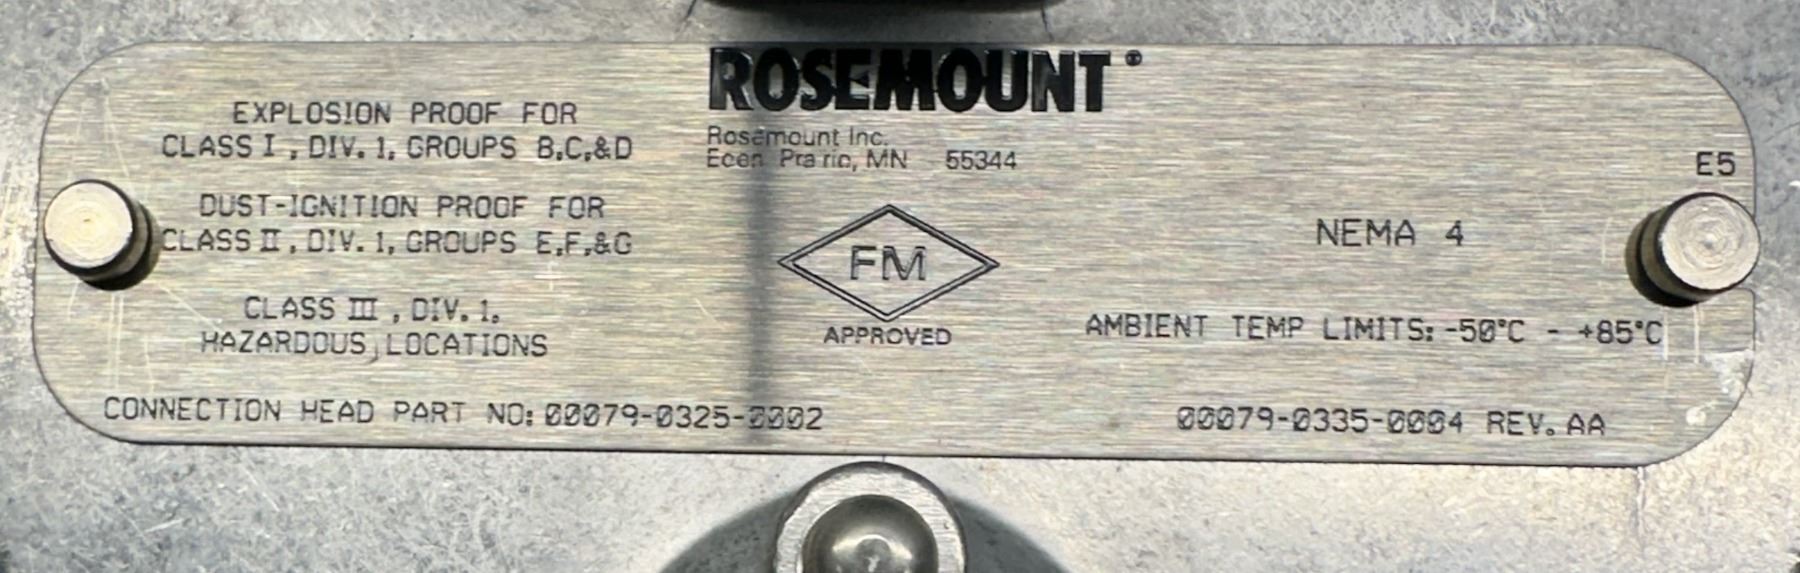 ROSEMOUNT®
Rosemount Inc.
Eden Prairie, MN 55344
EXPLOSION PROOF FOR
CLASS I, DIV. 1, GROUPS B,C,&D
DUST-IGNITION PROOF FOR
CLASS II, DIV. 1, GROUPS E,F,&G
CLASS III, DIV. 1,
HAZARDOUS LOCATIONS
CONNECTION HEAD PART NO: 00079-0325-0002
FM
APPROVED
E5
NEMA 4
AMBIENT TEMP LIMITS: -50°C - +85°C
00079-0335-0004 REV. AA